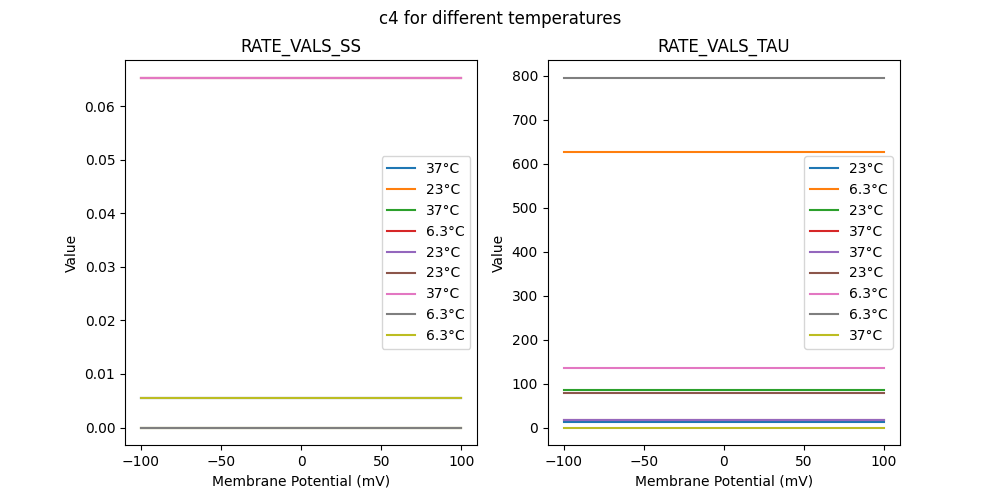 c4 for different temperatures
RATE_VALS_SS
Value
0.06
0.05
0.04
0.03
0.02
0.01
0.00
−100
−50
0
50
100
Membrane Potential (mV)
37°C
23°C
37°C
6.3°C
23°C
23°C
37°C
6.3°C
6.3°C
RATE_VALS_TAU
Value
800
700
600
500
400
300
200
100
0
−100
−50
0
50
100
Membrane Potential (mV)
23°C
6.3°C
23°C
37°C
37°C
23°C
6.3°C
6.3°C
37°C